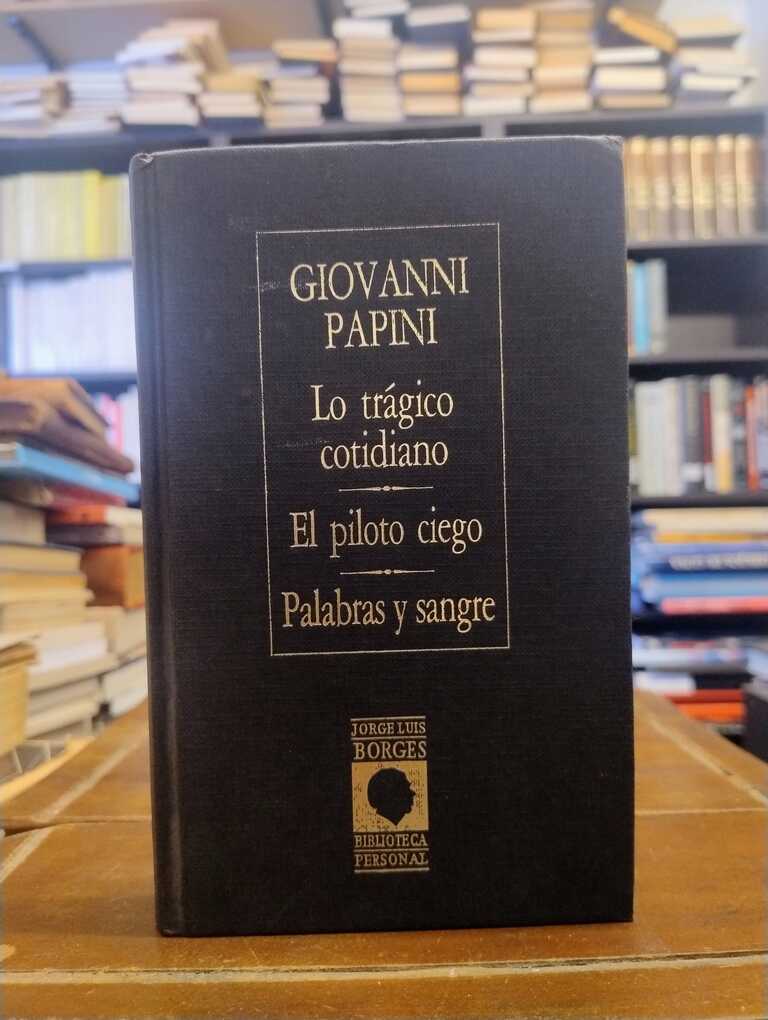 GIOVANNI
PAPINI
Lo trágico
cotidiano
El piloto ciego
Palabras y sangre
JORGE LUIS
BORGES
BIBLIOTECA
PERSONAL